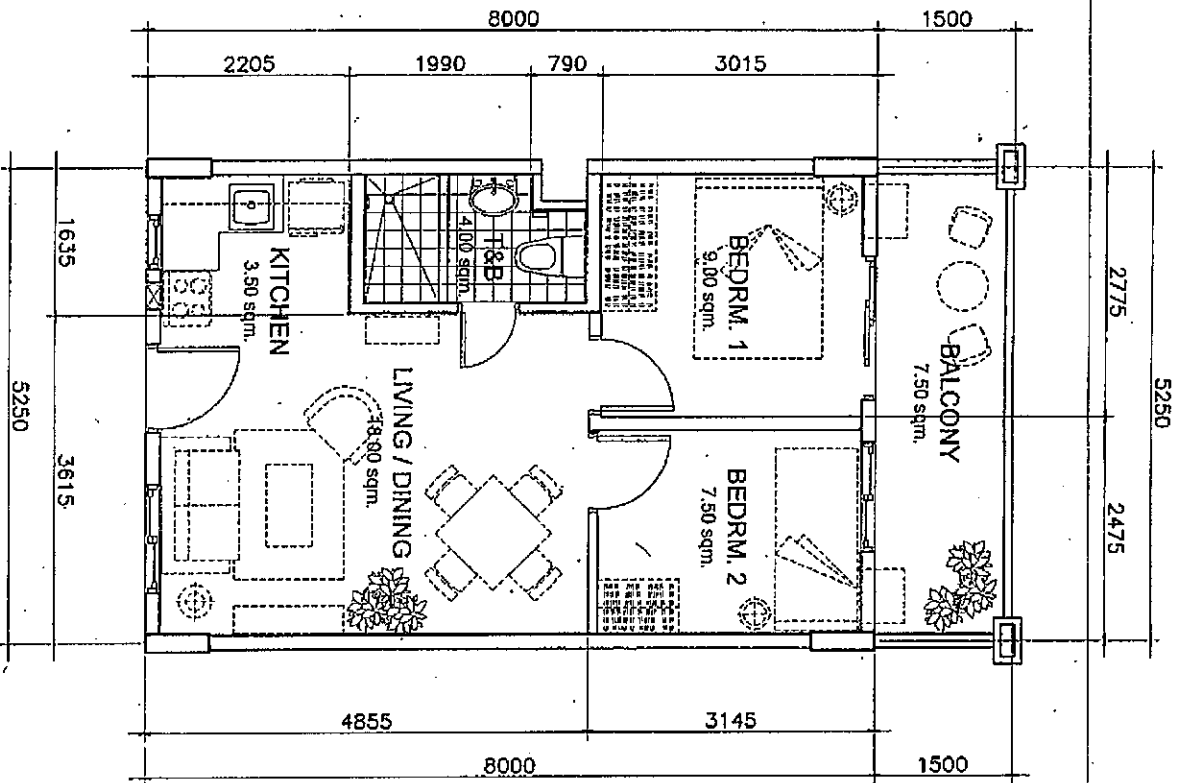 8000
1500
2205
1990
790
3015
KITCHEN
3.50 sqm.
T&B
4.00 sqm.
BEDRM. 1
9.00 sqm.
BALCONY
7.50 sqm.
LIVING / DINING
18.00 sqm.
BEDRM. 2
7.50 sqm.
1635
3615
5250
2775
2475
5250
4855
3145
8000
1500